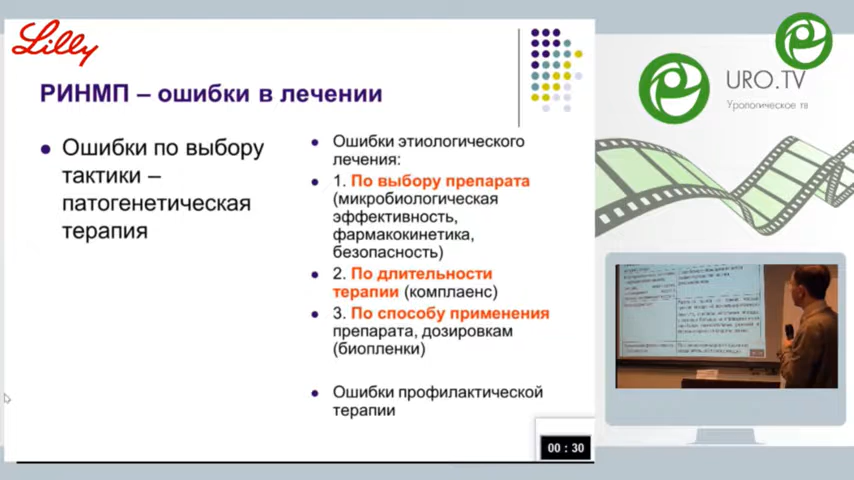 Lilly
РИНМП – ошибки в лечении
Ошибки по выбору
тактики –
патогенетическая
терапия
Ошибки этиологического
лечения:
1. По выбору препарата
(микробиологическая
эффективность,
фармакокинетика,
безопасность)
2. По длительности
терапии (комплаенс)
3. По способу применения
препарата, дозировкам
(биопленки)
Ошибки профилактической
терапии
00 : 30
URO.TV
Урологическое тв